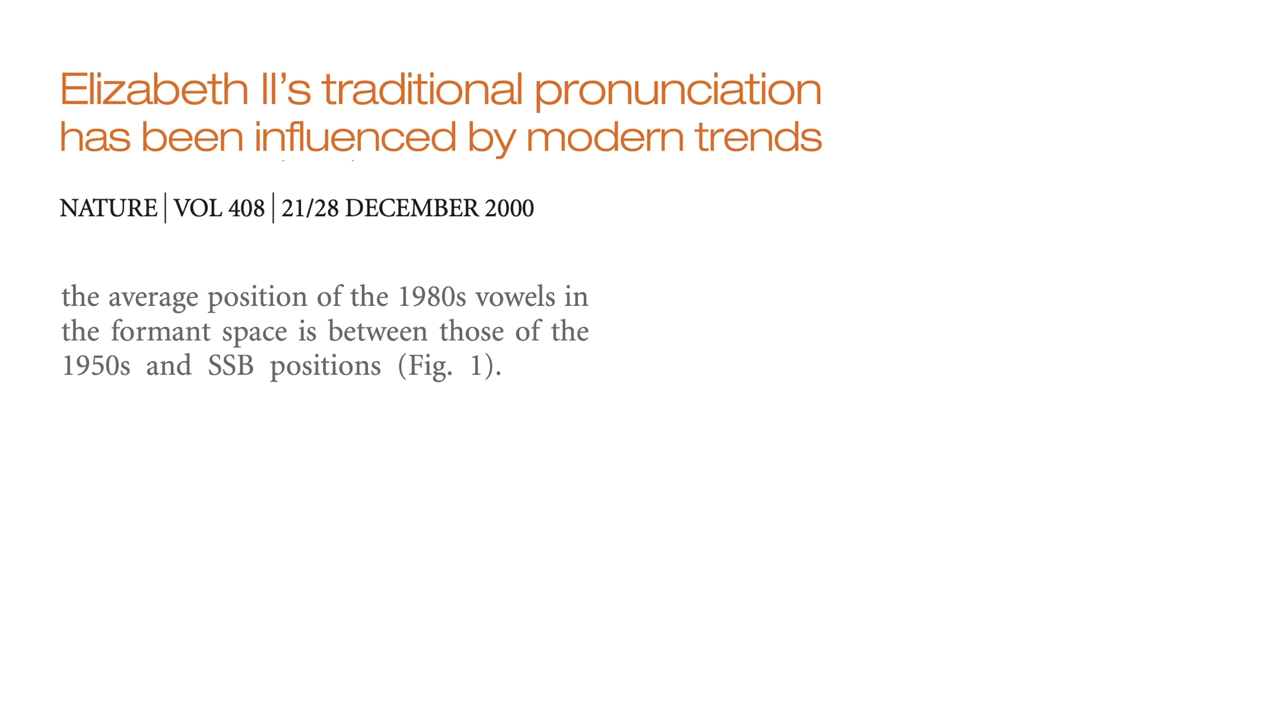 Elizabeth II's traditional pronunciation
has been influenced by modern trends
NATURE | VOL 408 | 21/28 DECEMBER 2000
the average position of the 1980s vowels in
the formant space is between those of the
1950s and SSB positions (Fig. 1).